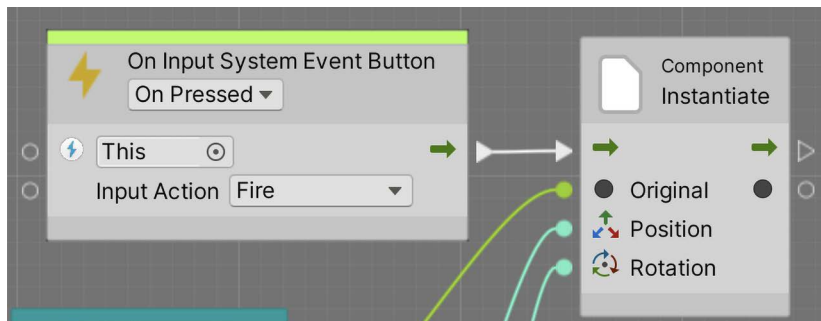 On Input System Event Button
On Pressed
This
Input Action Fire
Component
Instantiate
Original
Position
Rotation